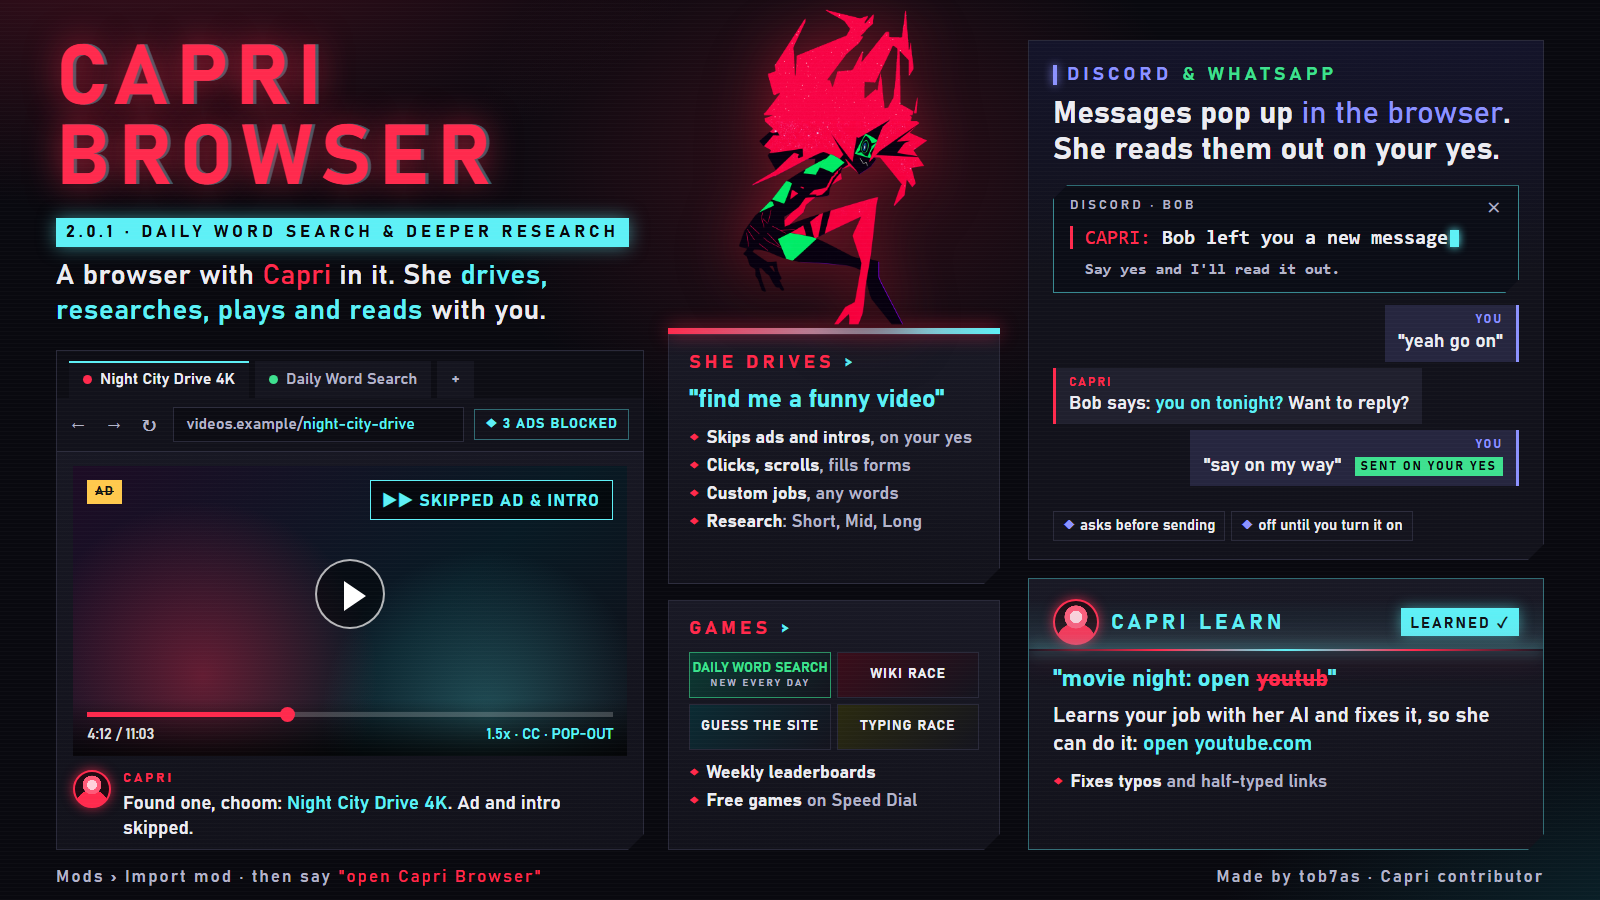 CAPRI
BROWSER
2.0.1 · DAILY WORD SEARCH & DEEPER RESEARCH
A browser with Capri in it. She drives,
researches, plays and reads with you.
Night City Drive 4K
Daily Word Search
+
← → ↻ videos.example/night-city-drive
◆ 3 ADS BLOCKED
AD
▶▶ SKIPPED AD & INTRO
4:12 / 11:03
1.5x · CC · POP-OUT
CAPRI
Found one, choom: Night City Drive 4K. Ad and intro
skipped.
SHE DRIVES >
"find me a funny video"
◆ Skips ads and intros, on your yes
◆ Clicks, scrolls, fills forms
◆ Custom jobs, any words
◆ Research: Short, Mid, Long
GAMES >
DAILY WORD SEARCH
NEW EVERY DAY
WIKI RACE
GUESS THE SITE
TYPING RACE
◆ Weekly leaderboards
◆ Free games on Speed Dial
DISCORD & WHATSAPP
Messages pop up in the browser.
She reads them out on your yes.
DISCORD · BOB
×
CAPRI: Bob left you a new message
Say yes and I'll read it out.
YOU
"yeah go on"
CAPRI
Bob says: you on tonight? Want to reply?
YOU
"say on my way" SENT ON YOUR YES
◆ asks before sending
◆ off until you turn it on
CAPRI LEARN
LEARNED ✓
"movie night: open youtub"
Learns your job with her AI and fixes it, so she
can do it: open youtube.com
◆ Fixes typos and half-typed links
Mods > Import mod · then say "open Capri Browser"
Made by tob7as · Capri contributor